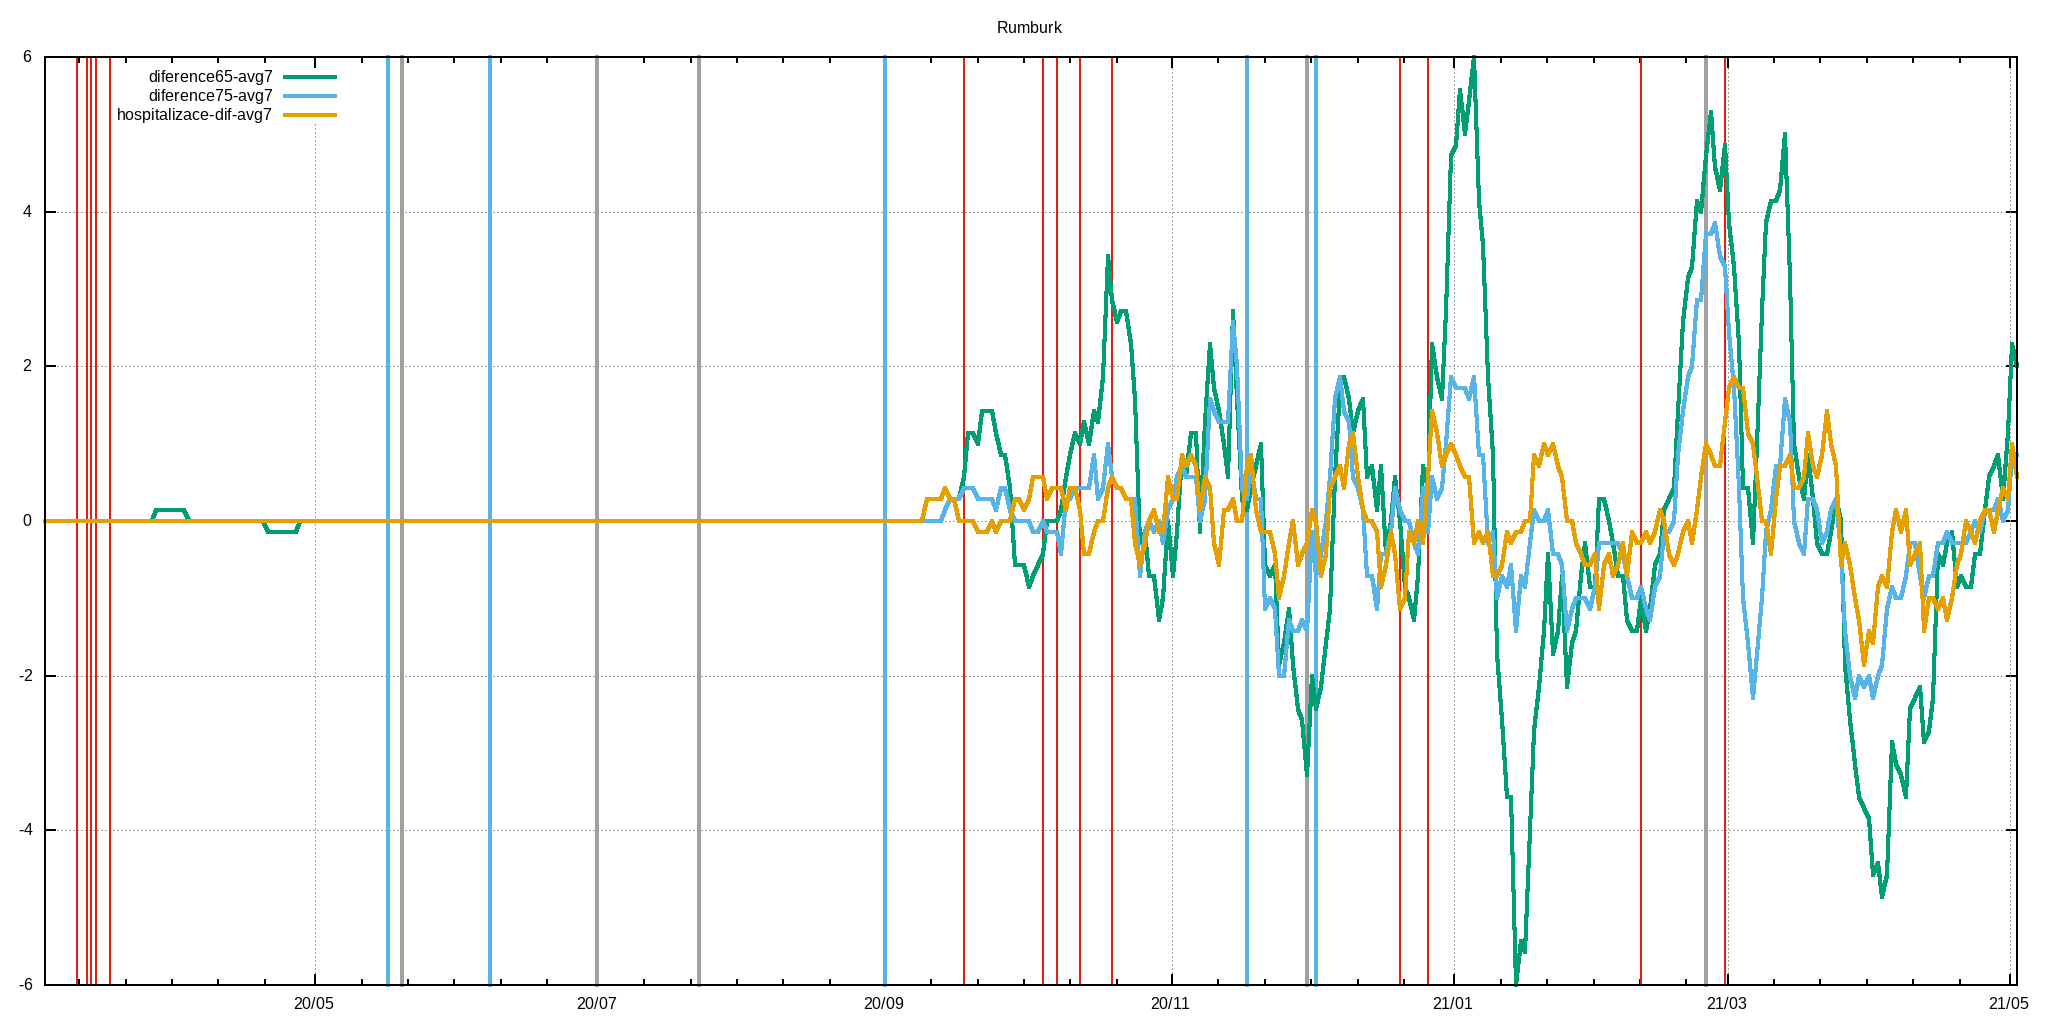 Rumburk
6
diference65-avg7
diference75-avg7
hospitalizace-dif-avg7
4
2
0
-2
-4
-6
20/05 20/07 20/09 20/11 21/01 21/03 21/05